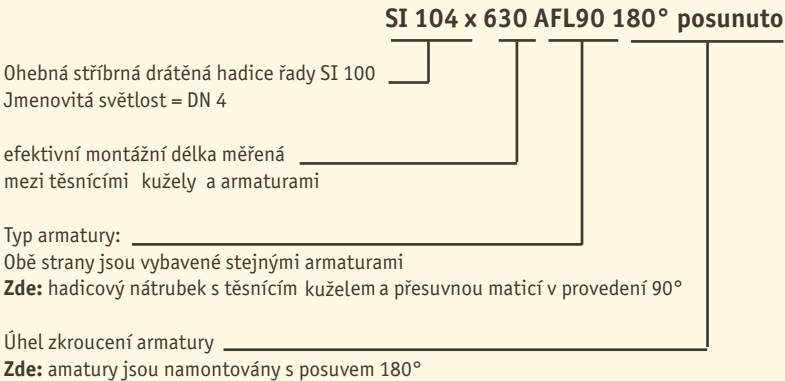 SI 104 x 630 AFL90 180° posunuto
Ohebná stříbrná drátěná hadice řady SI 100
Jmenovitá světlost = DN 4
efektivní montážní délka měřená
mezi těsnícími kužely a armaturami
Typ armatury:
Obě strany jsou vybavené stejnými armaturami
Zde: hadicový nátrubek s těsnícím kuželem a přesuvnou maticí v provedení 90°
Úhel zkroucení armatury
Zde: amatury jsou namontovány s posuvem 180°